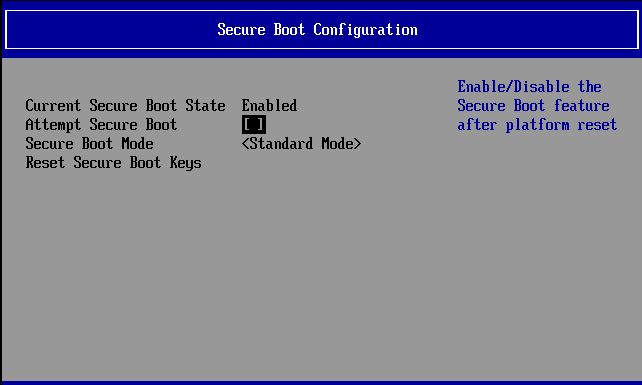 Secure Boot Configuration
Current Secure Boot State Enabled
Attempt Secure Boot [ ]
Secure Boot Mode <Standard Mode>
Reset Secure Boot Keys
Enable/Disable the
Secure Boot feature
after platform reset